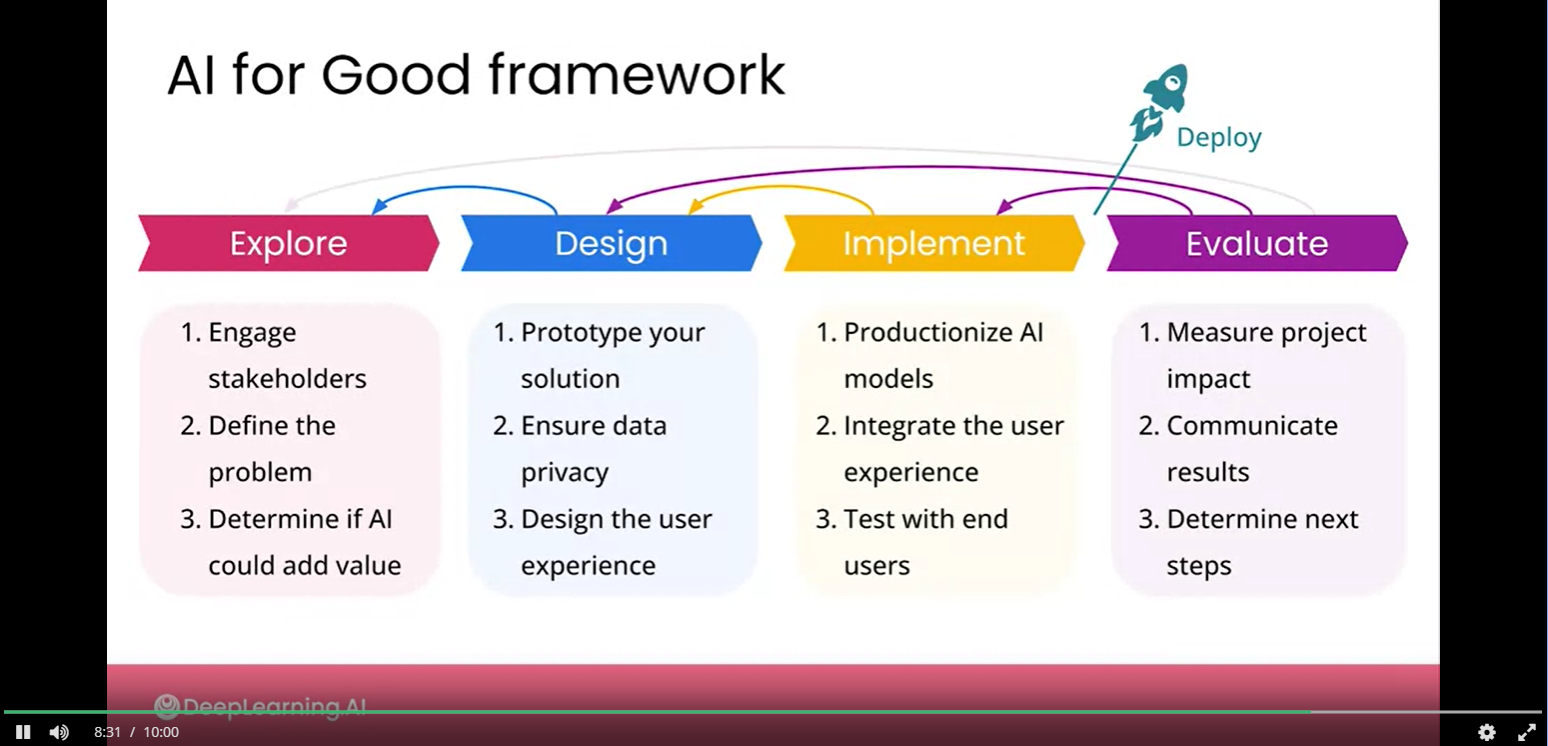 AI for Good framework
Deploy
Explore
Design
Implement
Evaluate
1. Engage
stakeholders
2. Define the
problem
3. Determine if AI
could add value
1. Prototype your
solution
2. Ensure data
privacy
3. Design the user
experience
1. Productionize AI
models
2. Integrate the user
experience
3. Test with end
users
1. Measure project
impact
2. Communicate
results
3. Determine next
steps
DeepLearning.AI
8:31 / 10:00